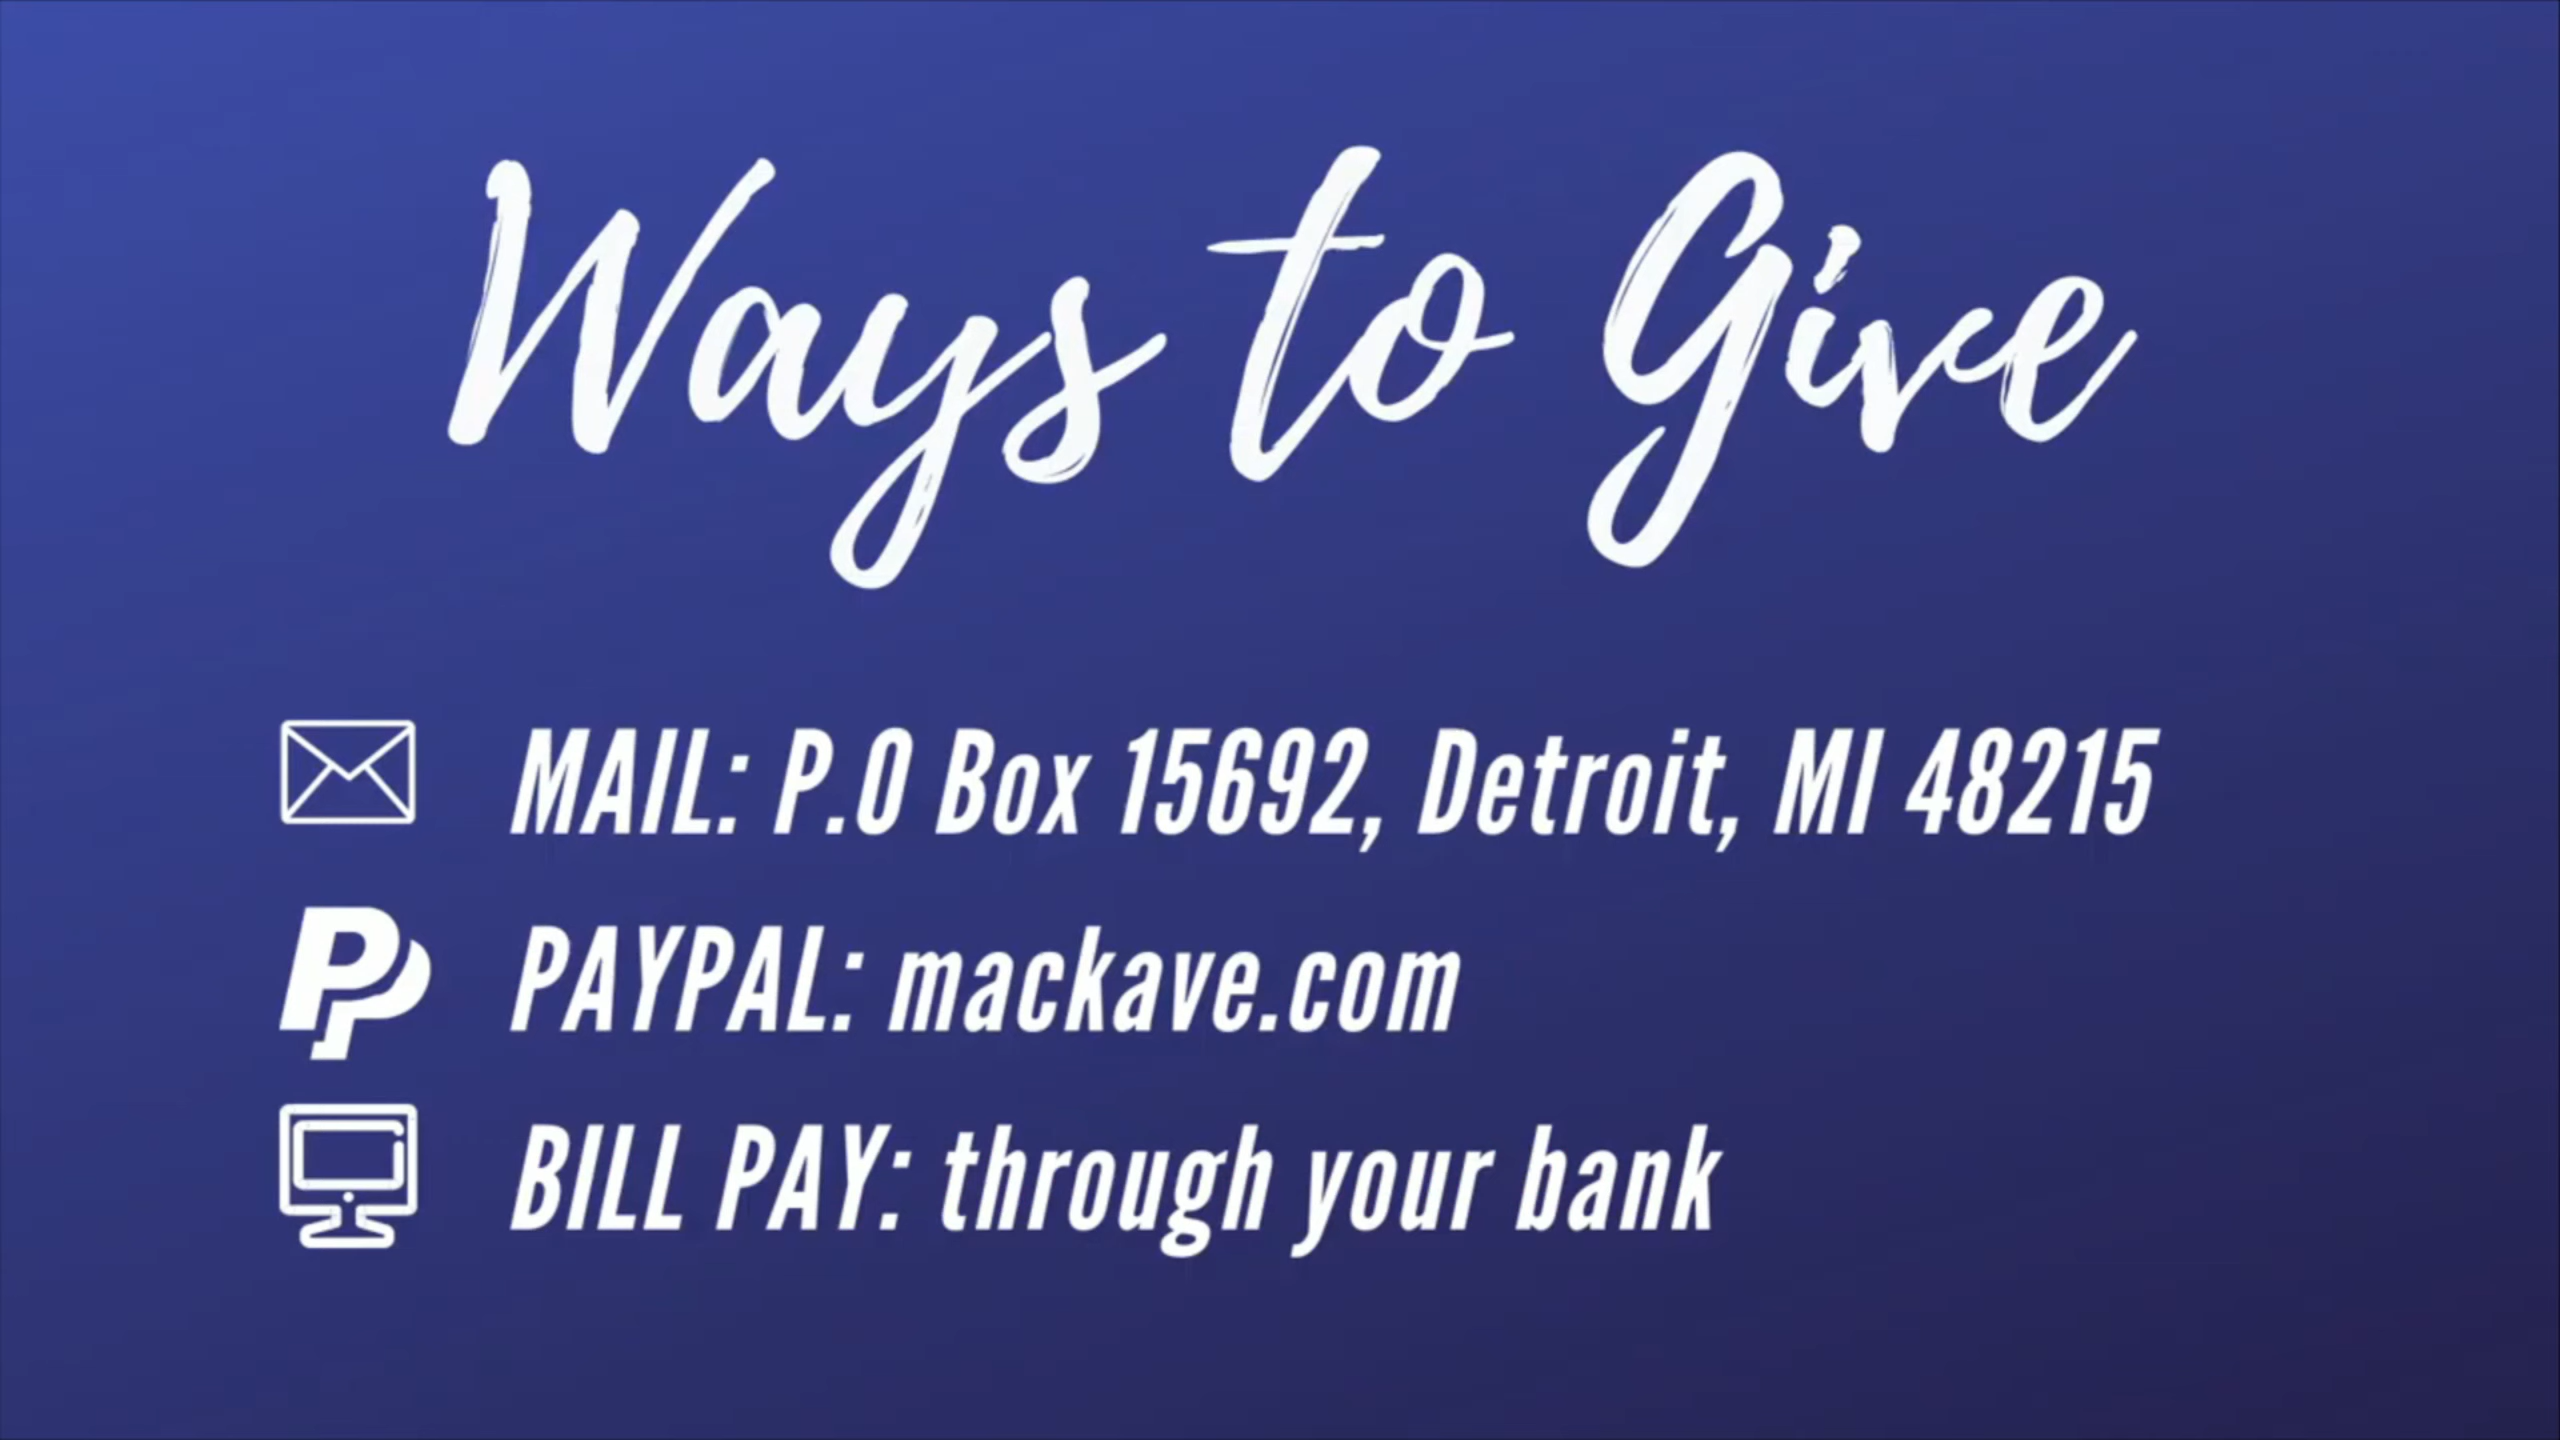 Ways to Give
MAIL: P.O Box 15692, Detroit, MI 48215
PAYPAL: mackave.com
BILL PAY: through your bank